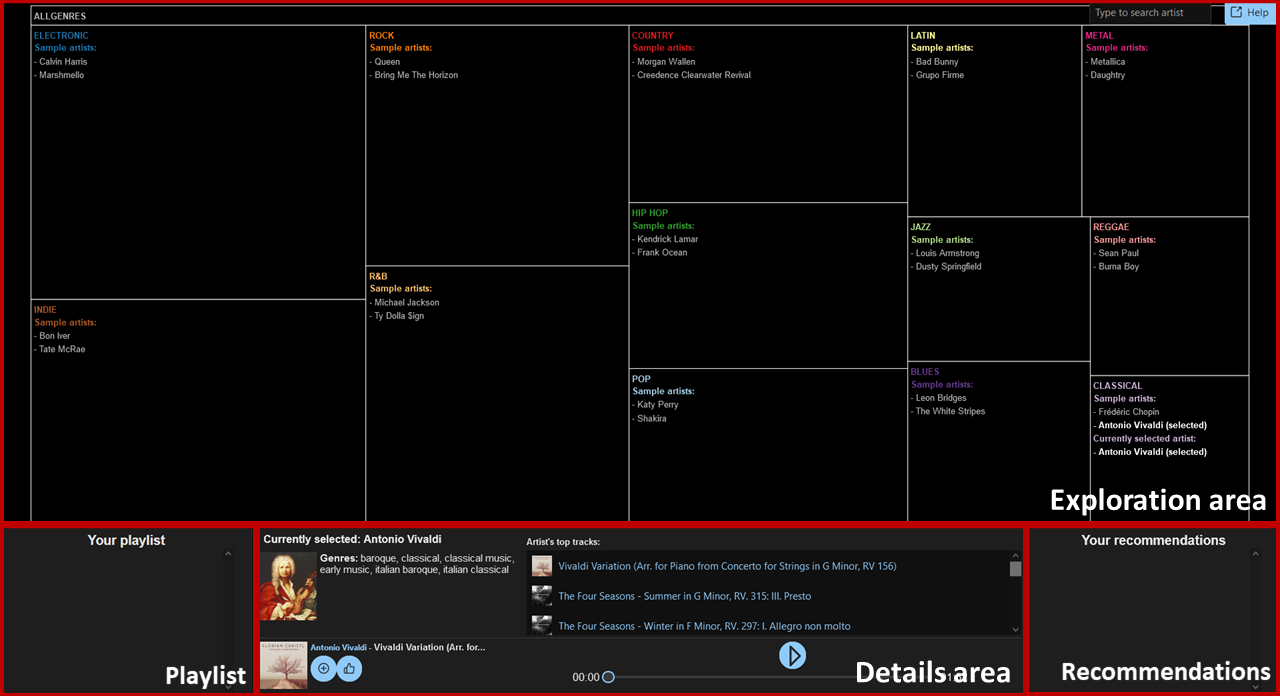 ALLGENRES
Type to search artist
Help
ELECTRONIC
Sample artists:
- Calvin Harris
- Marshmello
ROCK
Sample artists:
- Queen
- Bring Me The Horizon
COUNTRY
Sample artists:
- Morgan Wallen
- Creedence Clearwater Revival
LATIN
Sample artists:
- Bad Bunny
- Grupo Firme
METAL
Sample artists:
- Metallica
- Daughtry
HIP HOP
Sample artists:
- Kendrick Lamar
- Frank Ocean
JAZZ
Sample artists:
- Louis Armstrong
- Dusty Springfield
REGGAE
Sample artists:
- Sean Paul
- Burna Boy
R&B
Sample artists:
- Michael Jackson
- Ty Dolla $ign
INDIE
Sample artists:
- Bon Iver
- Tate McRae
POP
Sample artists:
- Katy Perry
- Shakira
BLUES
Sample artists:
- Leon Bridges
- The White Stripes
CLASSICAL
Sample artists:
- Frédéric Chopin
- Antonio Vivaldi (selected)
Currently selected artist:
- Antonio Vivaldi (selected)
Exploration area
Your playlist
Playlist
Currently selected: Antonio Vivaldi
Genres: baroque, classical, classical music,
early music, italian baroque, italian classical
Artist's top tracks:
Vivaldi Variation (Arr. for Piano from Concerto for Strings in G Minor, RV 156)
The Four Seasons - Summer in G Minor, RV. 315: III. Presto
The Four Seasons - Winter in F Minor, RV. 297: I. Allegro non molto
FLORIAN CHRISTL
Antonio Vivaldi - Vivaldi Variation (Arr. for...
00:00
Details area
Your recommendations
Recommendations